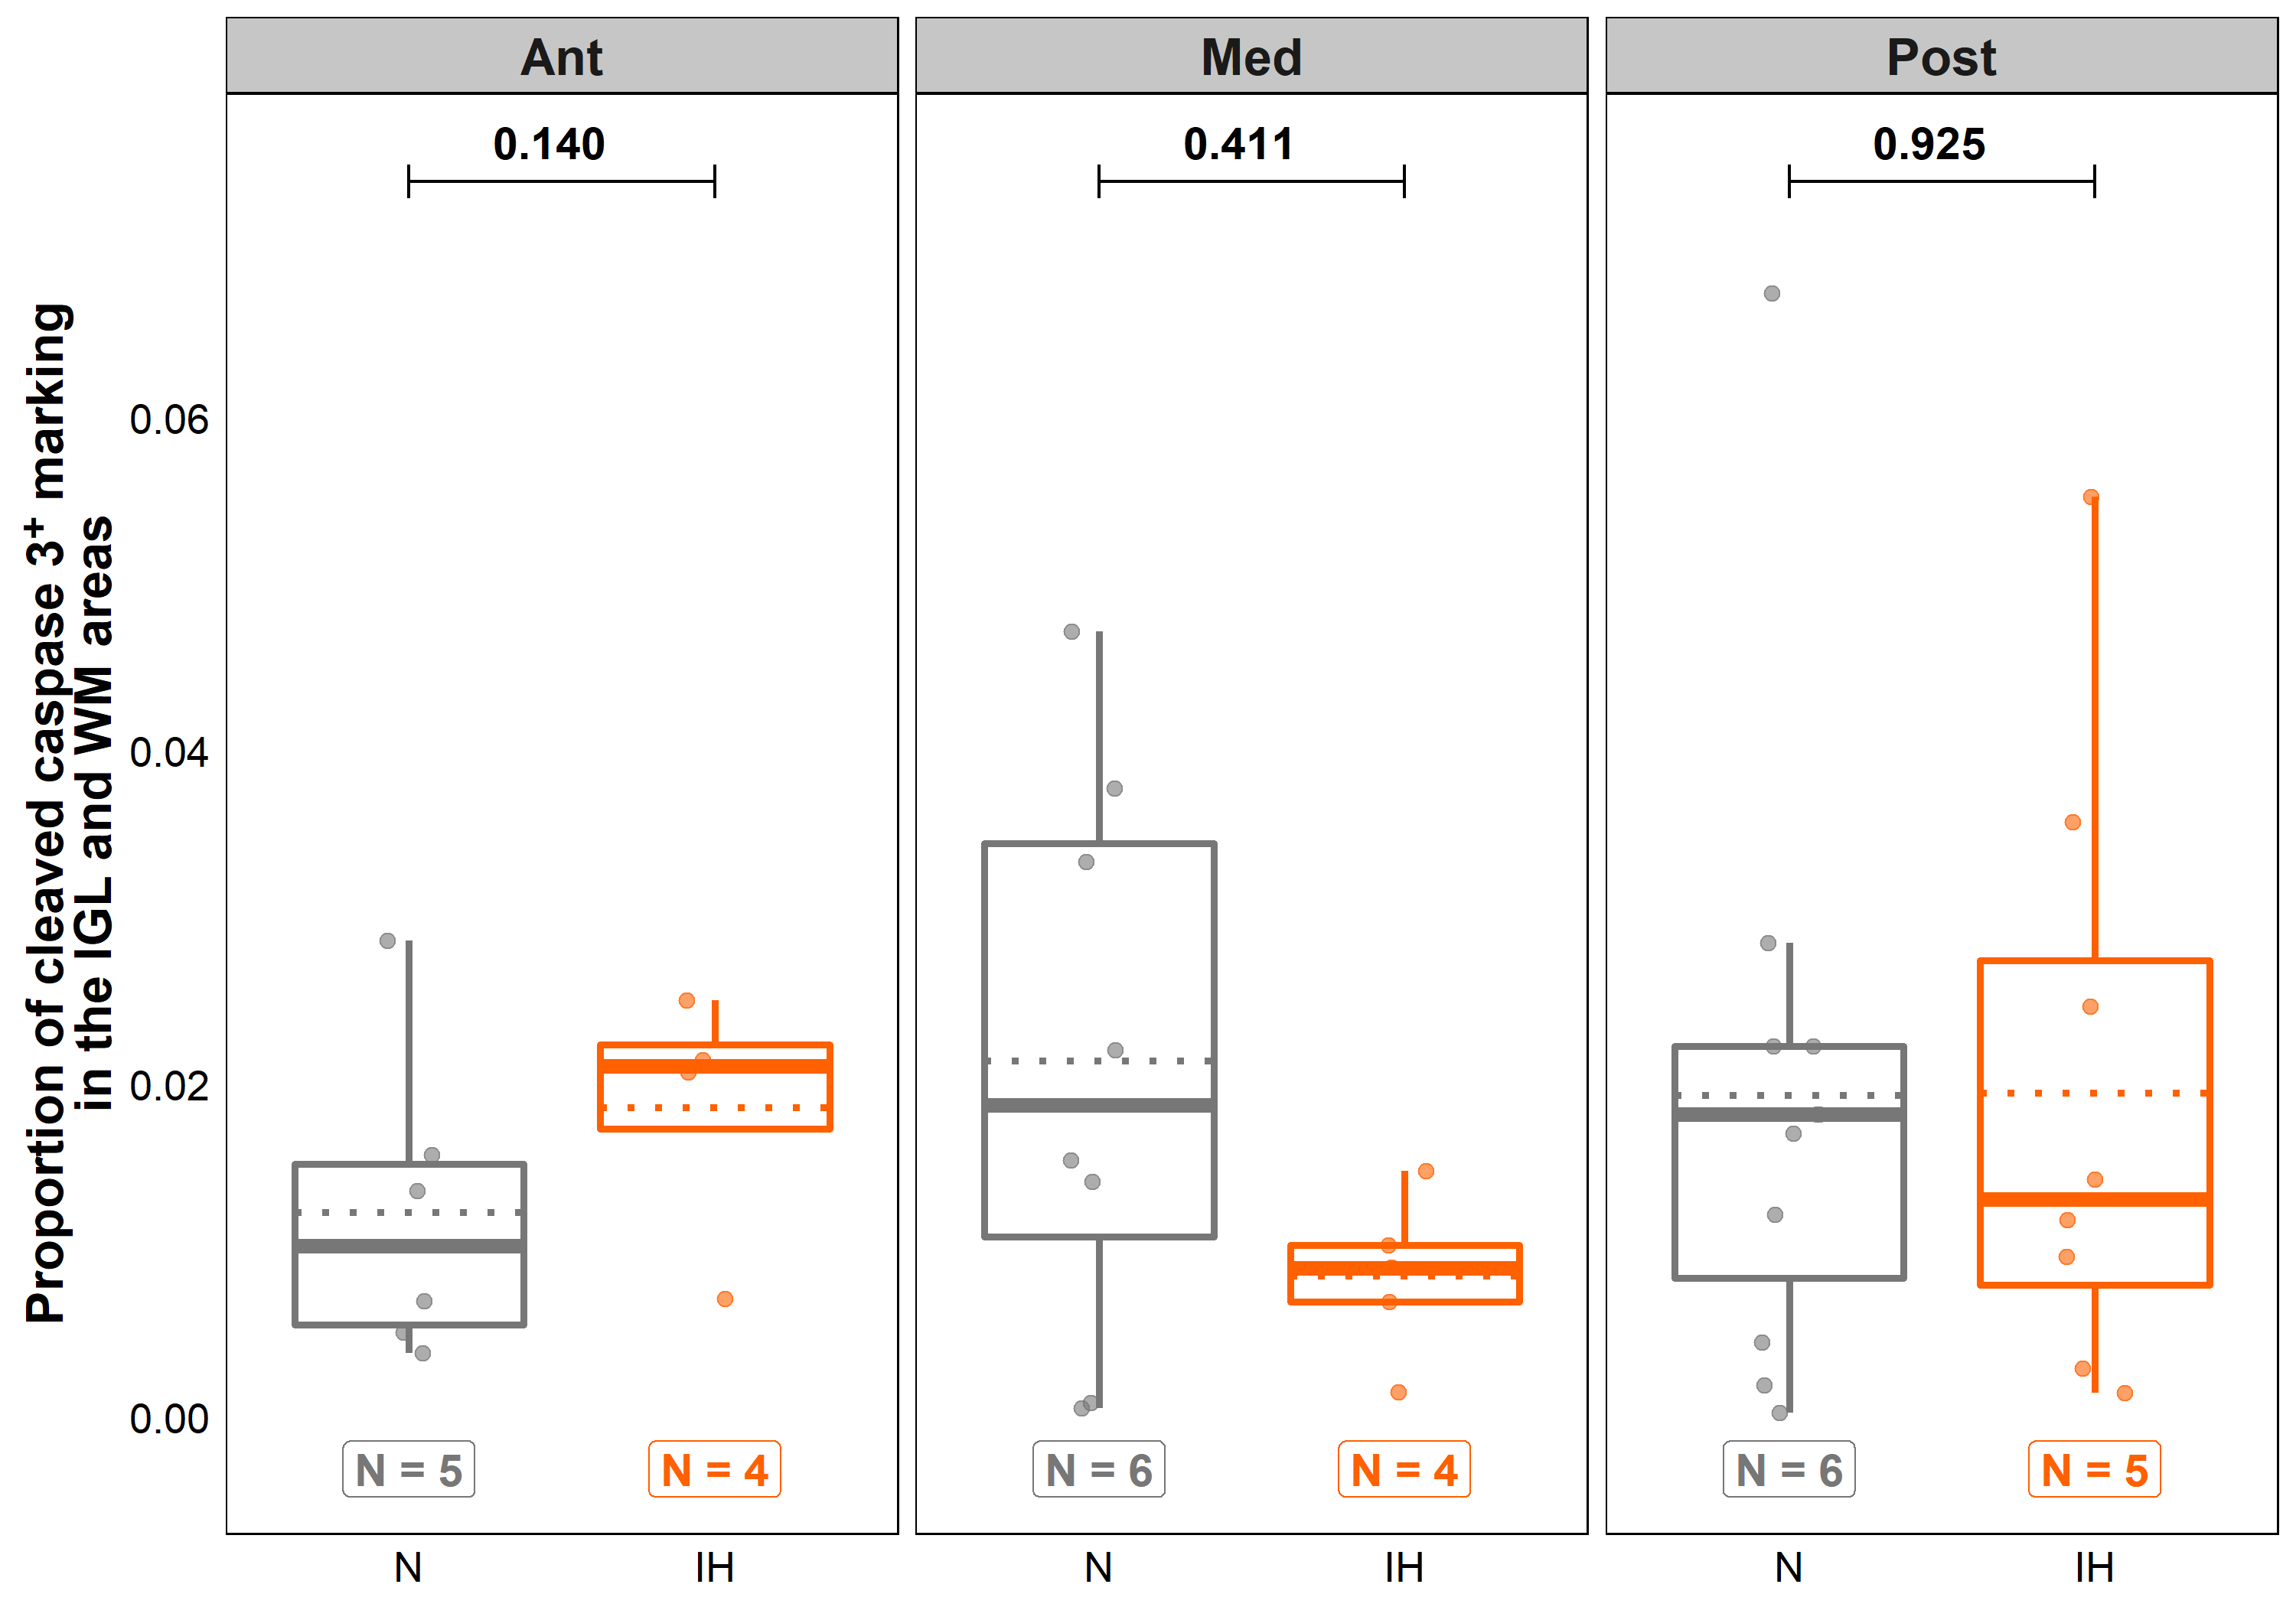 Ant
Med
Post
0.140
0.411
0.925
Proportion of cleaved caspase 3⁺ marking
in the IGL and WM areas
0.06
0.04
0.02
0.00
N = 5
N = 4
N = 6
N = 4
N = 6
N = 5
N
IH
N
IH
N
IH